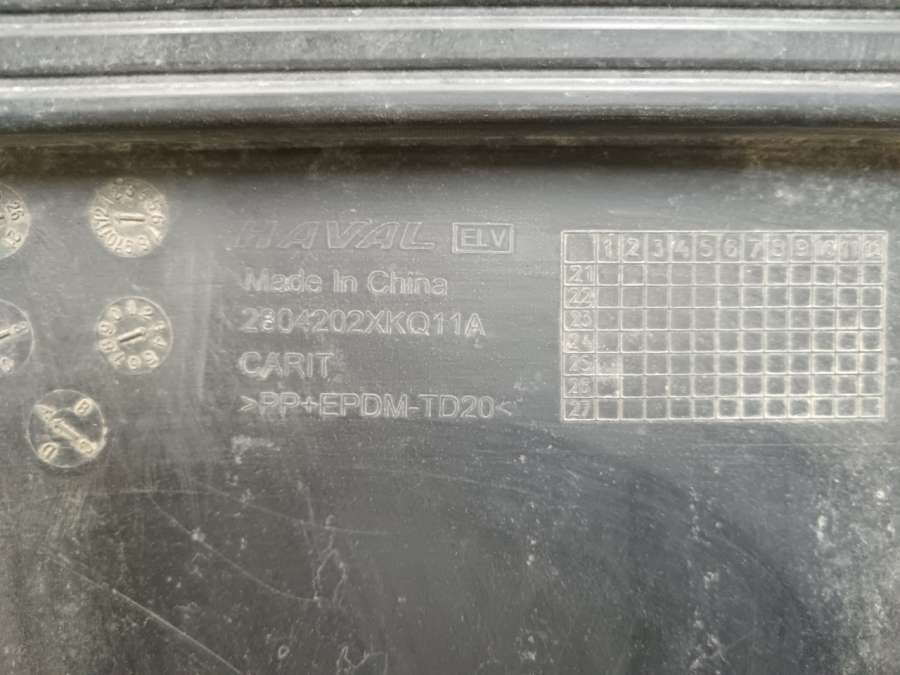 HAVAL ELV
Made In China
2804202XKQ11A
CARIT
>PP+EPDM-TD20<
1 2 3 4 5 6 7 8 9 10 11 12
21
22
23
24
25
26
27